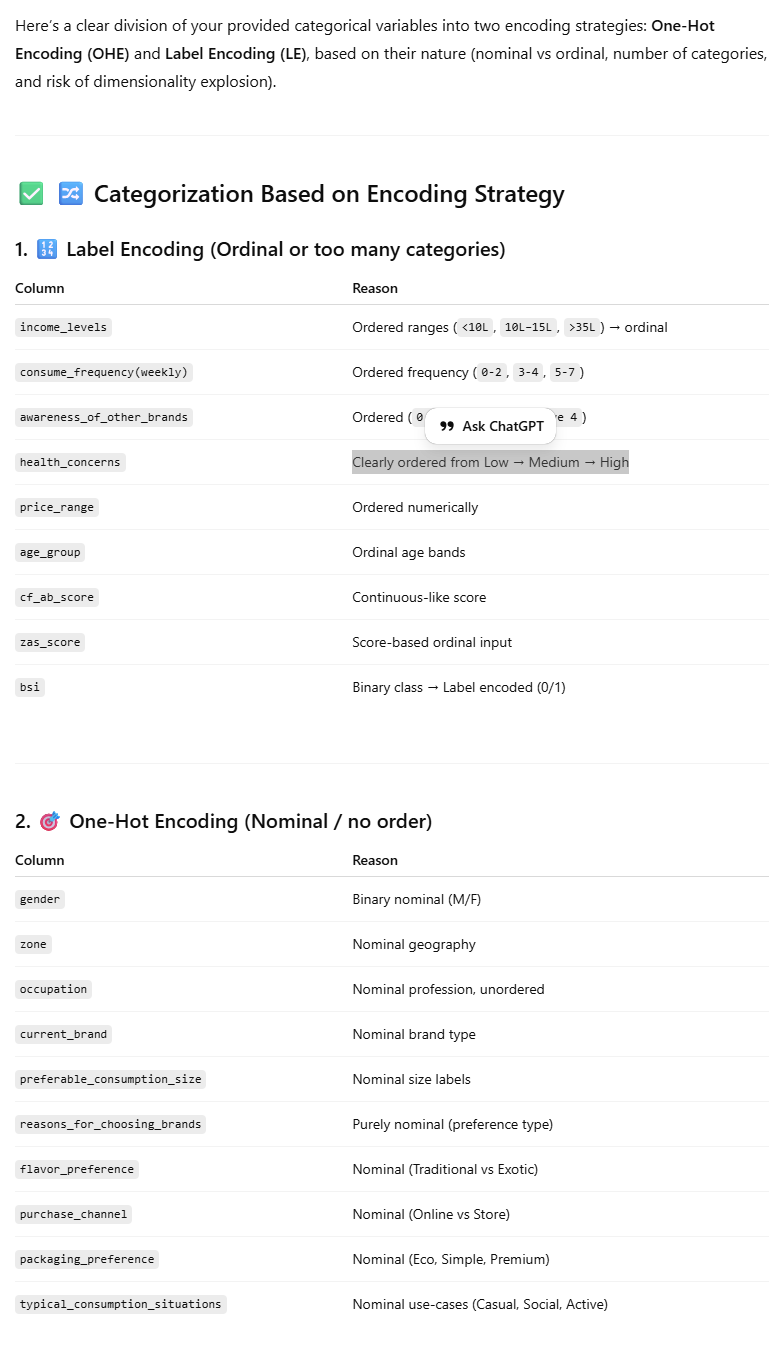 Here's a clear division of your provided categorical variables into two encoding strategies: One-Hot
Encoding (OHE) and Label Encoding (LE), based on their nature (nominal vs ordinal, number of categories,
and risk of dimensionality explosion).
Categorization Based on Encoding Strategy
1. 1234 Label Encoding (Ordinal or too many categories)
Column Reason
income_levels Ordered ranges (<10L, 10L–15L, >35L) → ordinal
consume_frequency(weekly) Ordered frequency (0-2, 3-4, 5-7)
awareness_of_other_brands Ordered (0 4)
Ask ChatGPT
health_concerns Clearly ordered from Low → Medium → High
price_range Ordered numerically
age_group Ordinal age bands
cf_ab_score Continuous-like score
zas_score Score-based ordinal input
bsi Binary class → Label encoded (0/1)
2. One-Hot Encoding (Nominal / no order)
Column Reason
gender Binary nominal (M/F)
zone Nominal geography
occupation Nominal profession, unordered
current_brand Nominal brand type
preferable_consumption_size Nominal size labels
reasons_for_choosing_brands Purely nominal (preference type)
flavor_preference Nominal (Traditional vs Exotic)
purchase_channel Nominal (Online vs Store)
packaging_preference Nominal (Eco, Simple, Premium)
typical_consumption_situations Nominal use-cases (Casual, Social, Active)